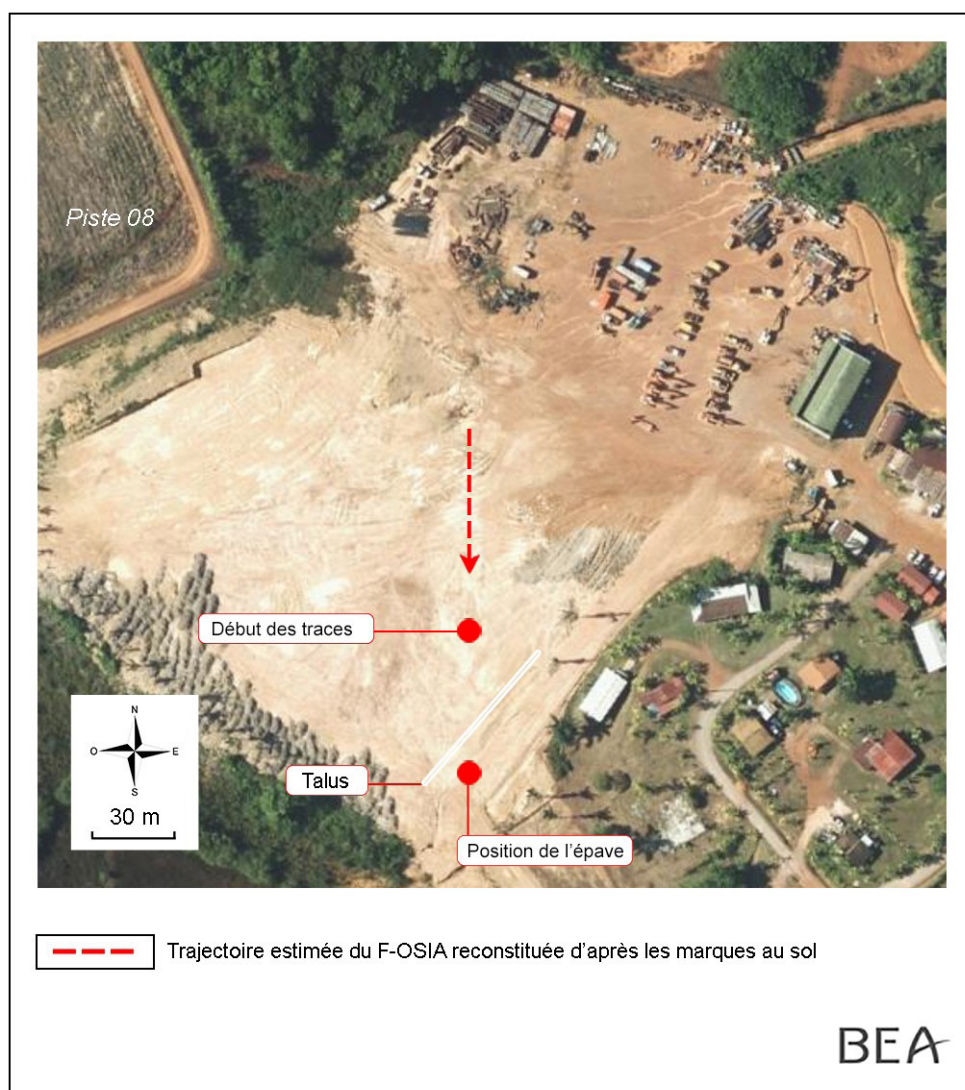 Piste 08
Début des traces
N
O
E
S
30 m
Talus
Position de l'épave
Trajectoire estimée du F-OSIA reconstituée d'après les marques au sol
BEA